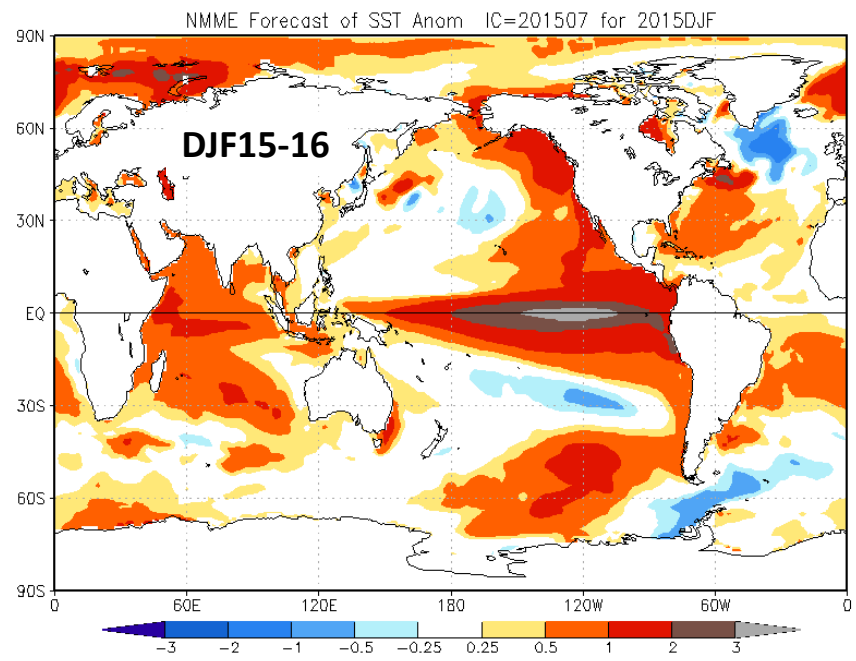 NMME Forecast of SST Anom IC=201507 for 2015DJF
90N
60N
30N
EQ
30S
60S
90S
DJF15-16
0 60E 120E 180 120W 60W 0
-3 -2 -1 -0.5 -0.25 0.25 0.5 1 2 3